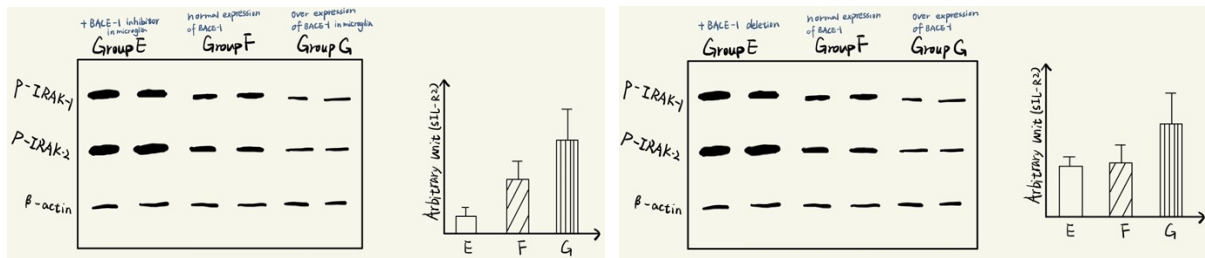 + BACE-1 inhibitor
in microglia
normal expression
of BACE-1
Over expression
of BACE-1 in microglia
Group E
Group F
Group G
P-IRAK-1
P-IRAK-2
β-actin
Arbitrary unit (sIL-R2)
E
F
G
+ BACE-1 deletion
normal expression
of BACE-1
Over expression
of BACE-1
Group E
Group F
Group G
P-IRAK-1
P-IRAK-2
β-actin
Arbitrary unit (sIL-R2)
E
F
G